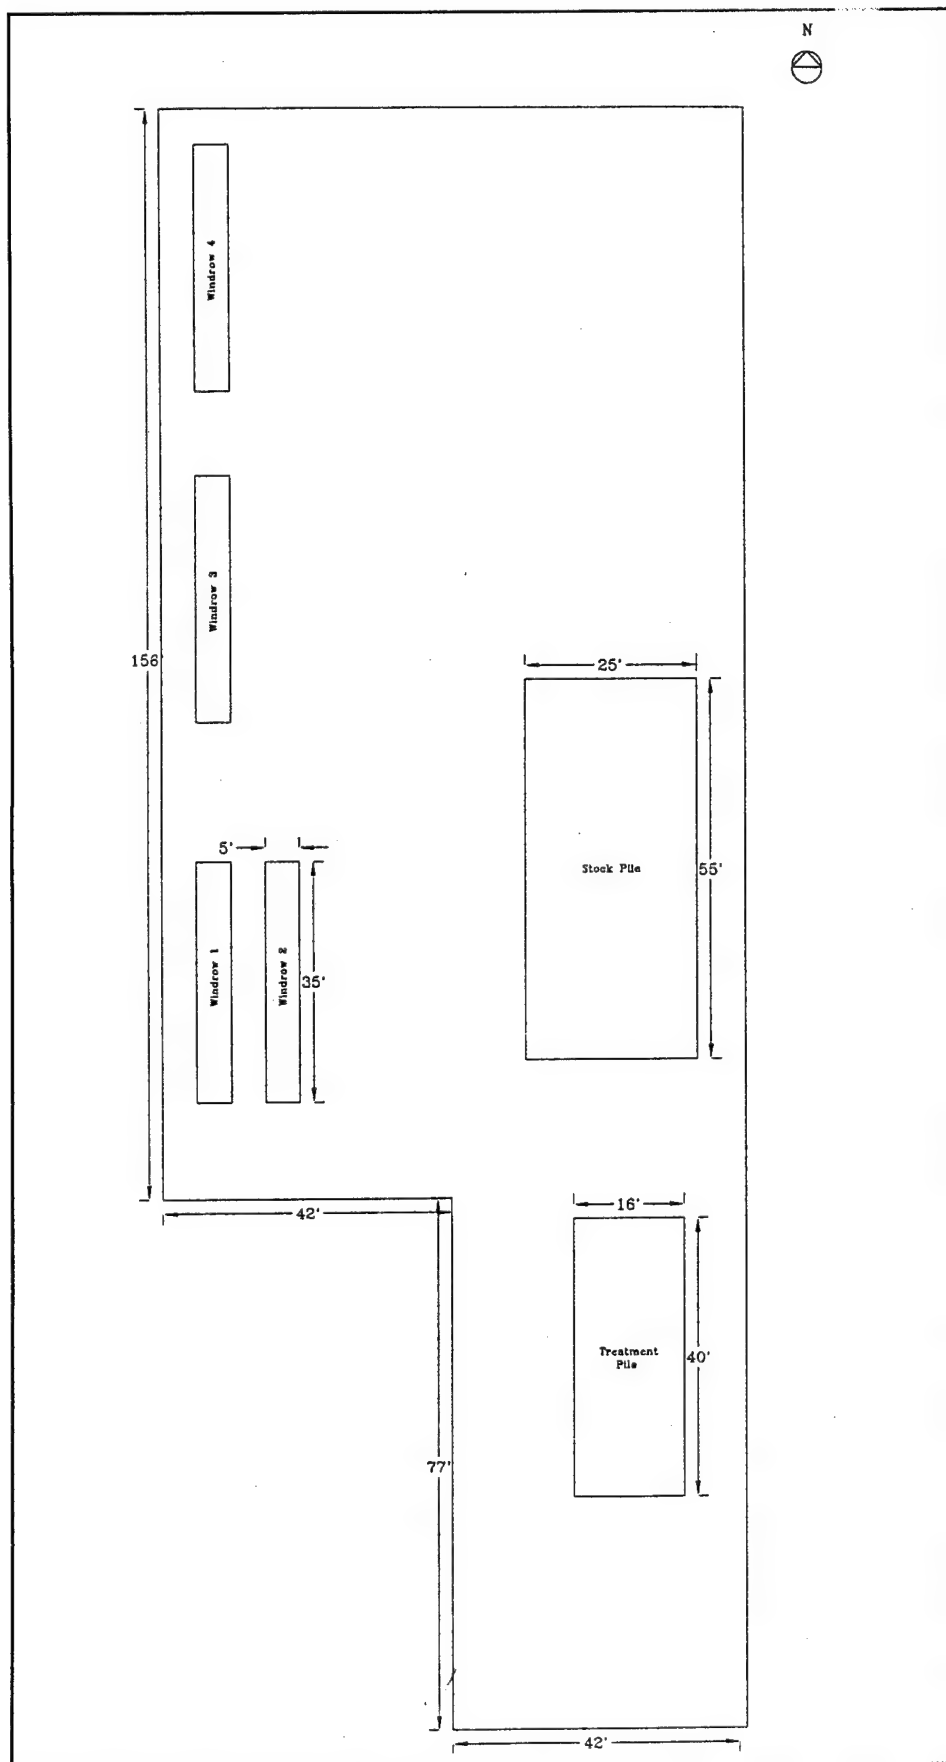 N
Windrow 4
Windrow 3
156'
25'
5'
Stock Pile
55'
Windrow 1
Windrow 2
35'
42'
16'
Treatment
Pile
40'
77'
42'